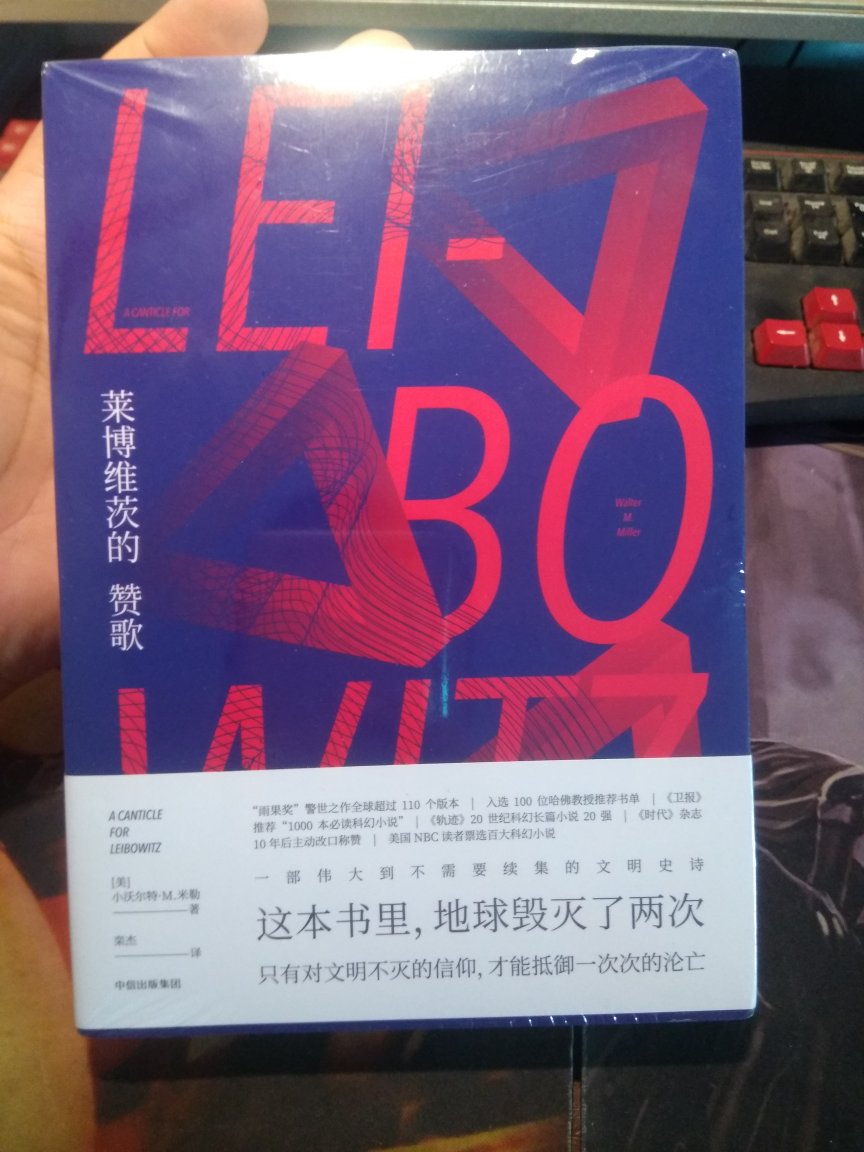 LEI-
A CANTICLE FOR
BO
Walter
M.
Miller
WITZ
莱博维茨的 赞歌
A CANTICLE
FOR
LEIBOWITZ
[美]
小沃尔特·M.米勒
著
荣杰
译
中信出版集团
“雨果奖”警世之作全球超过 110 个版本 | 入选 100 位哈佛教授推荐书单 | 《卫报》
推荐“1000 本必读科幻小说” | 《轨迹》20 世纪科幻长篇小说 20 强 | 《时代》杂志
10 年后主动改口称赞 | 美国 NBC 读者票选百大科幻小说
一部伟大到不需要续集的文明史诗
这本书里,地球毁灭了两次
只有对文明不灭的信仰,才能抵御一次次的沦亡